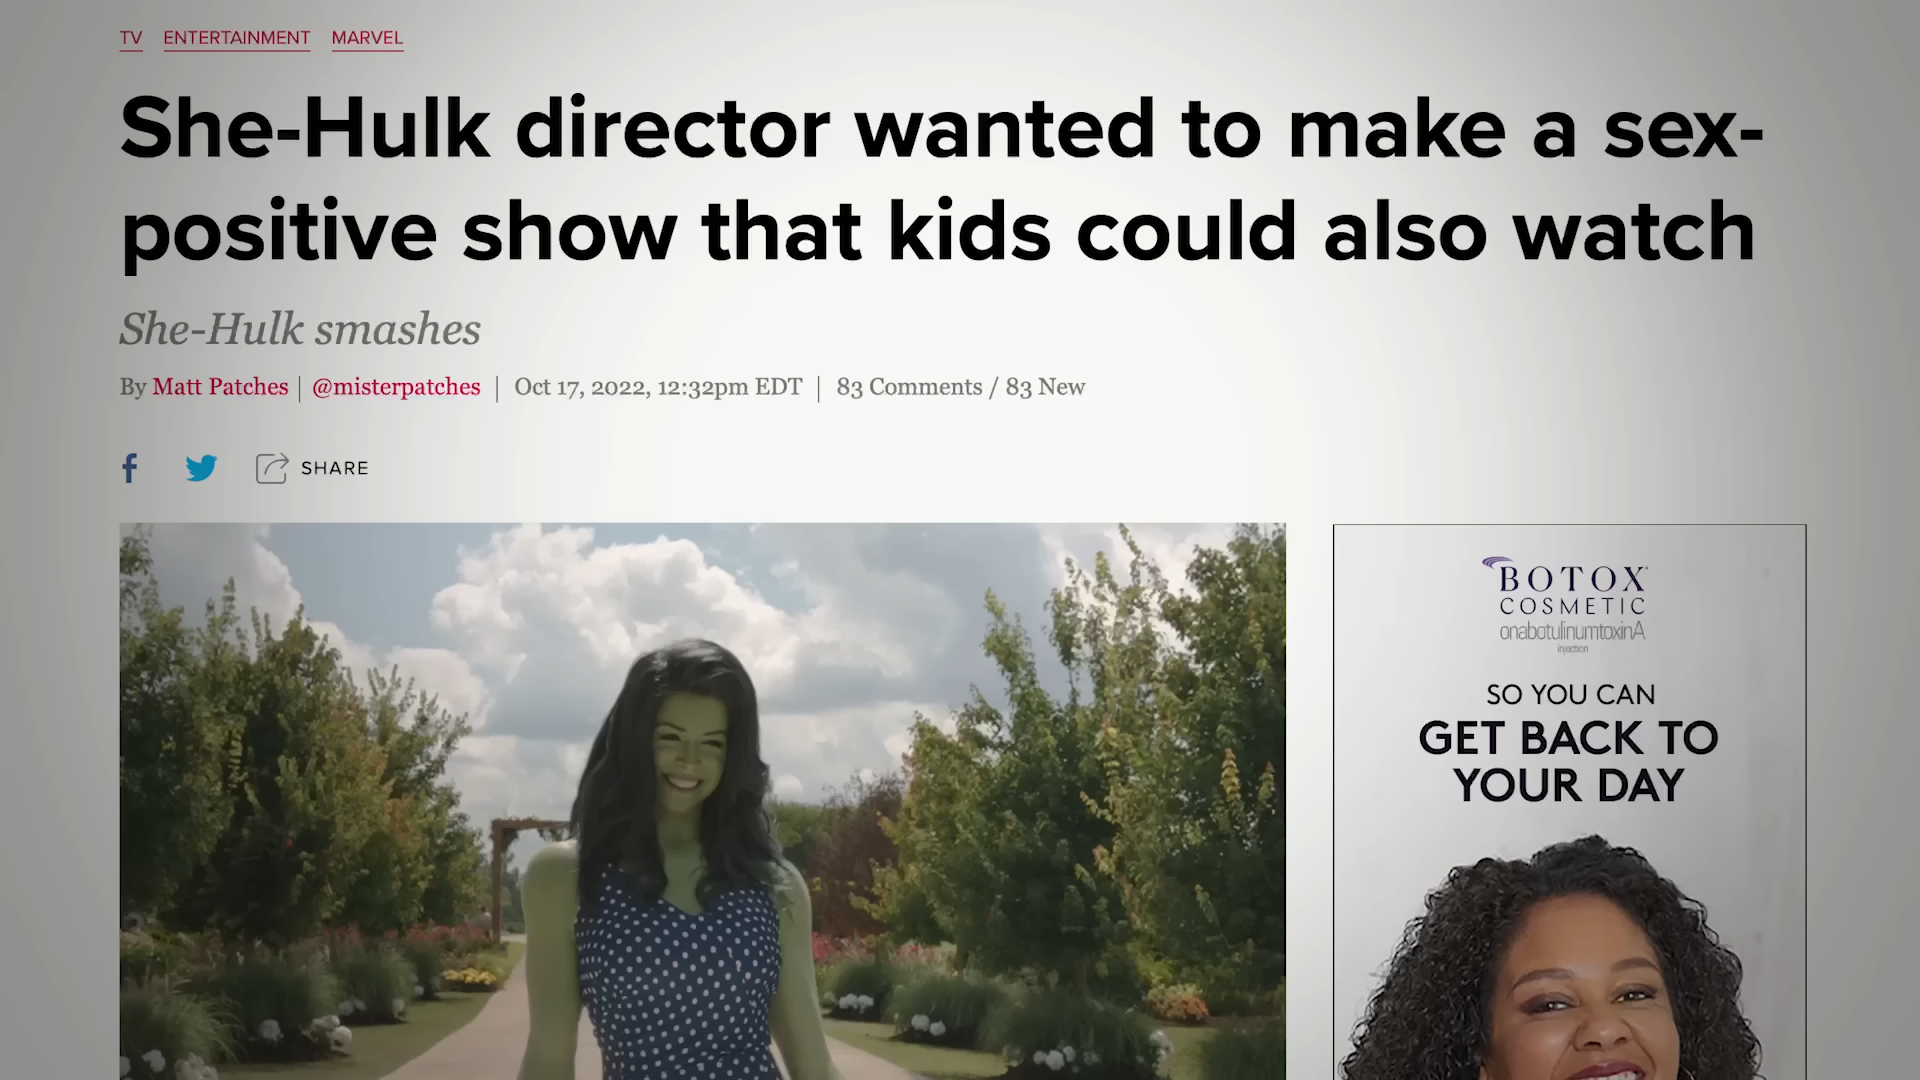 TV ENTERTAINMENT MARVEL
She-Hulk director wanted to make a sex-
positive show that kids could also watch
She-Hulk smashes
By Matt Patches | @misterpatches | Oct 17, 2022, 12:32pm EDT | 83 Comments / 83 New
f SHARE
BOTOX
COSMETIC
onabotulinumtoxinA
injection
SO YOU CAN
GET BACK TO
YOUR DAY